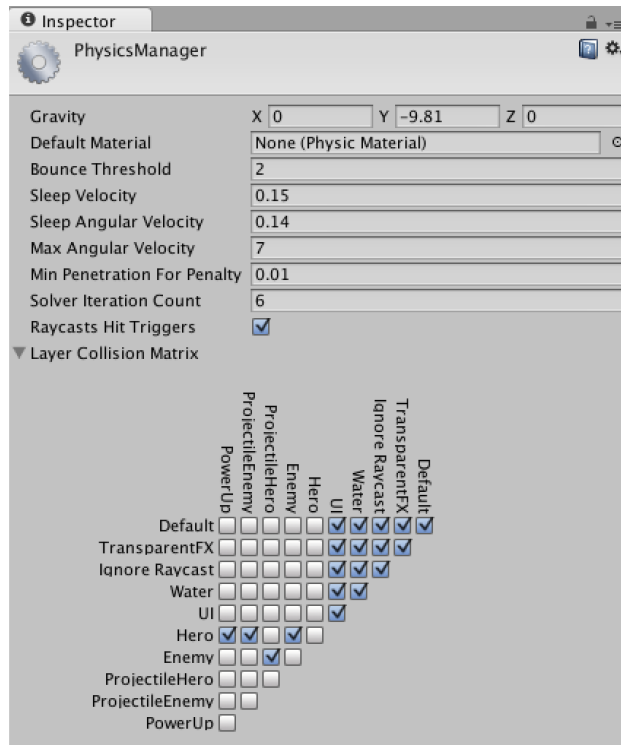 Inspector
PhysicsManager
Gravity X 0 Y -9.81 Z 0
Default Material None (Physic Material)
Bounce Threshold 2
Sleep Velocity 0.15
Sleep Angular Velocity 0.14
Max Angular Velocity 7
Min Penetration For Penalty 0.01
Solver Iteration Count 6
Raycasts Hit Triggers
Layer Collision Matrix
PowerUp
ProjectileEnemy
ProjectileHero
Enemy
Hero
UI
Water
Ignore Raycast
TransparentFX
Default
Default
TransparentFX
Ignore Raycast
Water
UI
Hero
Enemy
ProjectileHero
ProjectileEnemy
PowerUp